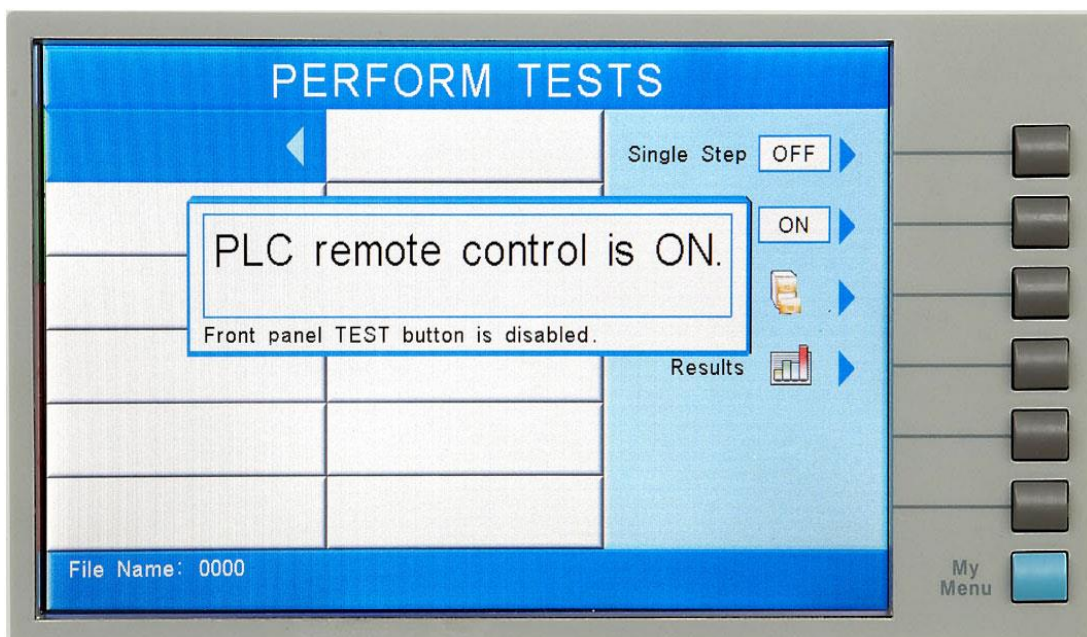 PERFORM TESTS
Single Step OFF
ON
PLC remote control is ON.
Front panel TEST button is disabled.
Results
File Name: 0000
My
Menu